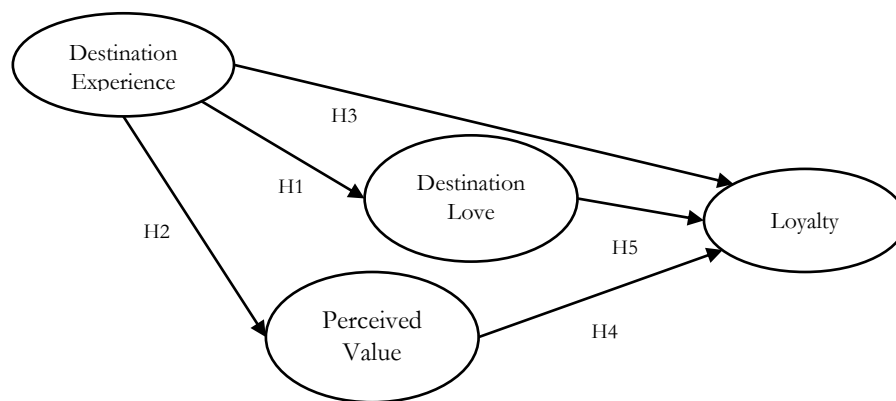 Destination
Experience
H3
Destination
Love
H1
Loyalty
H2
H5
Perceived
Value
H4